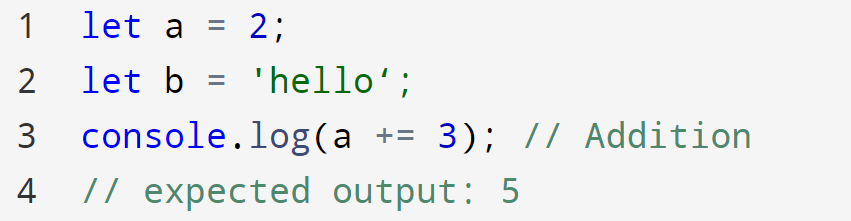 1 let a = 2;
2 let b = 'hello‘;
3 console.log(a += 3); // Addition
4 // expected output: 5